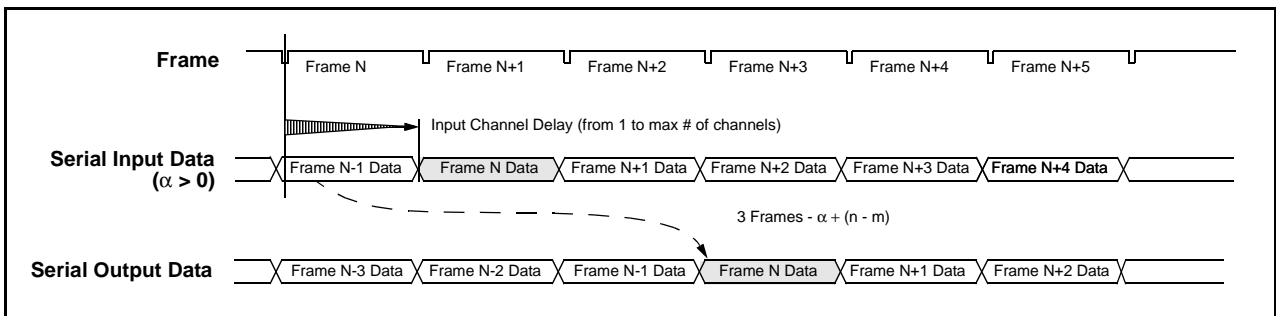 Frame
Frame N Frame N+1 Frame N+2 Frame N+3 Frame N+4 Frame N+5
Input Channel Delay (from 1 to max # of channels)
Serial Input Data
(α > 0)
Frame N-1 Data Frame N Data Frame N+1 Data Frame N+2 Data Frame N+3 Data Frame N+4 Data
3 Frames - α + (n - m)
Serial Output Data
Frame N-3 Data Frame N-2 Data Frame N-1 Data Frame N Data Frame N+1 Data Frame N+2 Data